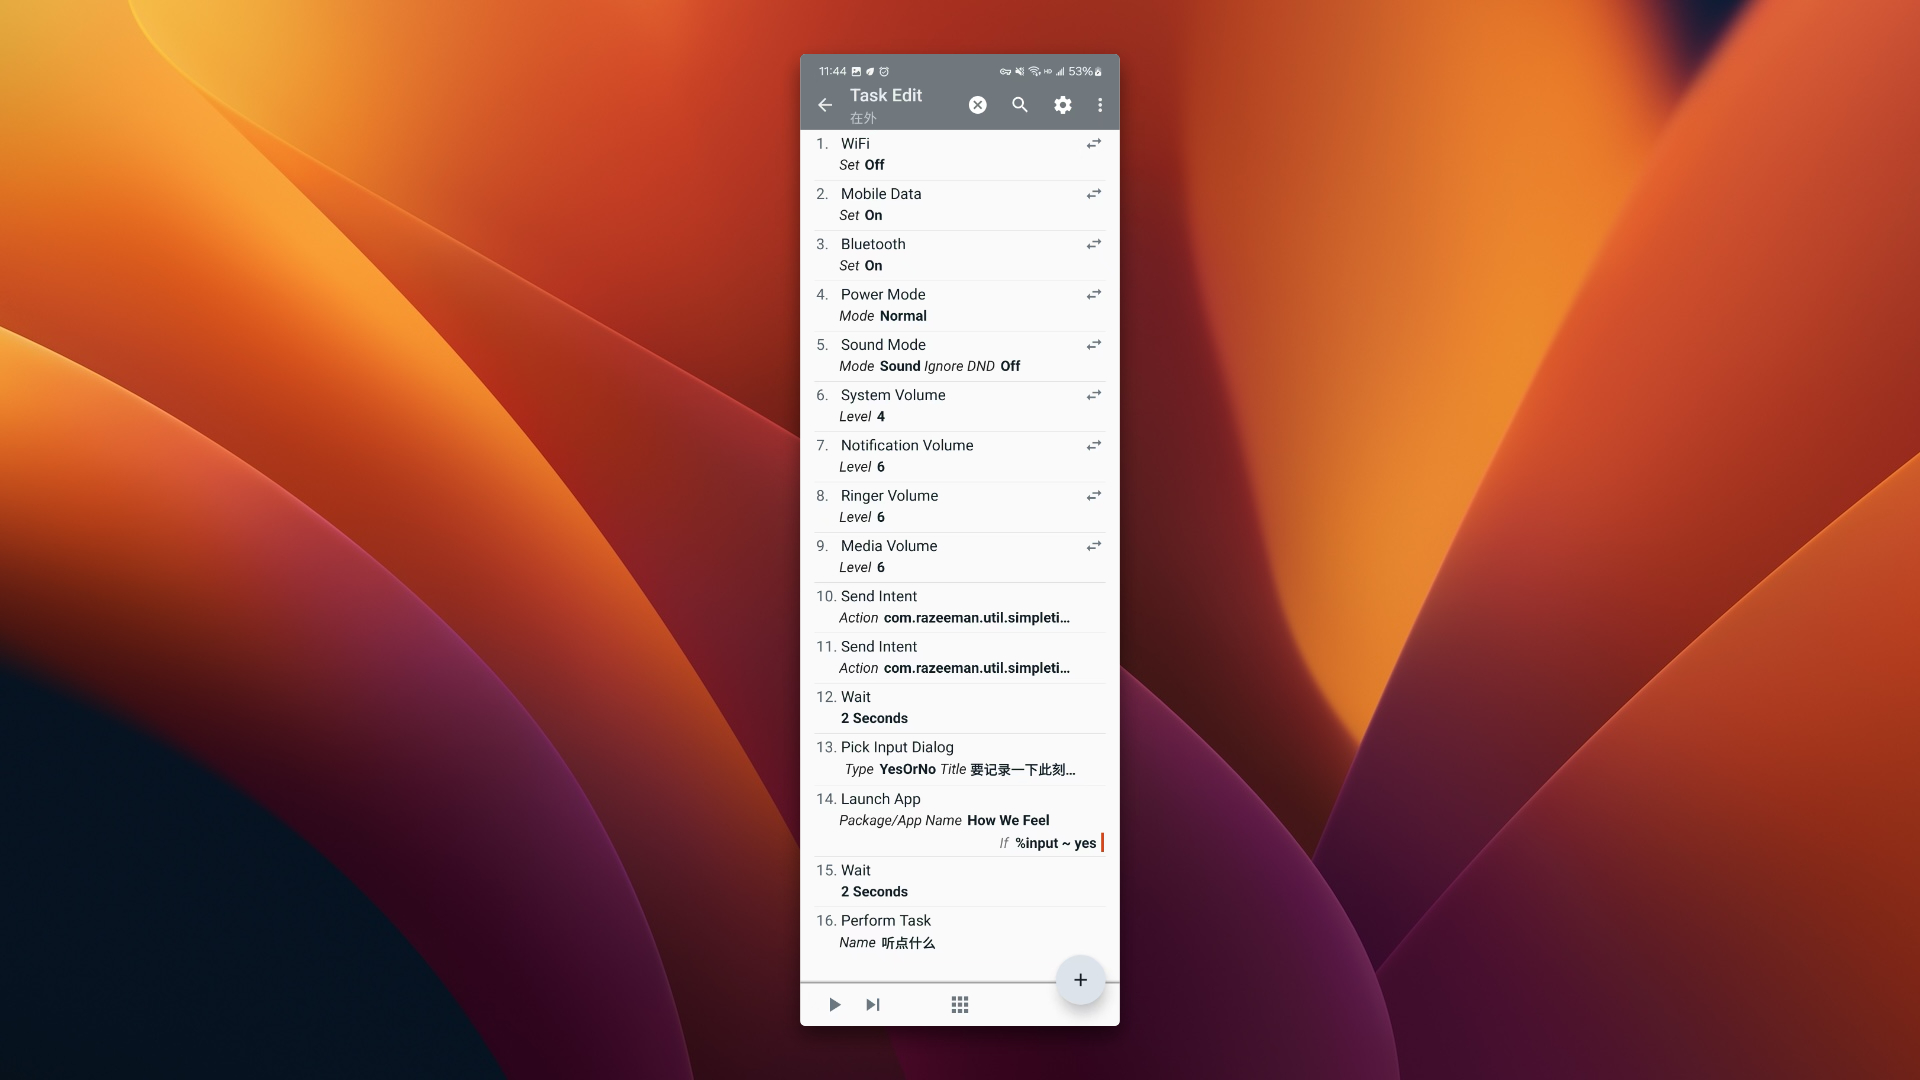 11:44 53%
Task Edit
在外
1. WiFi
Set Off
2. Mobile Data
Set On
3. Bluetooth
Set On
4. Power Mode
Mode Normal
5. Sound Mode
Mode Sound Ignore DND Off
6. System Volume
Level 4
7. Notification Volume
Level 6
8. Ringer Volume
Level 6
9. Media Volume
Level 6
10. Send Intent
Action com.razeeman.util.simpleti...
11. Send Intent
Action com.razeeman.util.simpleti...
12. Wait
2 Seconds
13. Pick Input Dialog
Type YesOrNo Title 要记录一下此刻...
14. Launch App
Package/App Name How We Feel
If %input ~ yes
15. Wait
2 Seconds
16. Perform Task
Name 听点什么